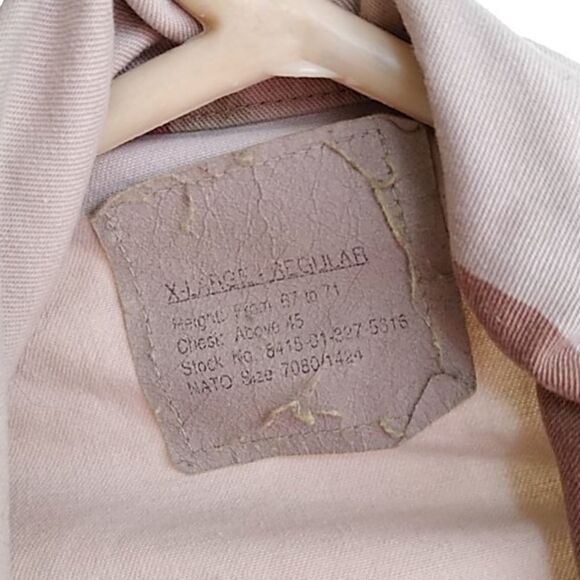 X-LARGE - REGULAR
Height: From 67 to 71
Chest: Above 45
Stock No. 8415-01-327-5316
NATO Size 7080/1424